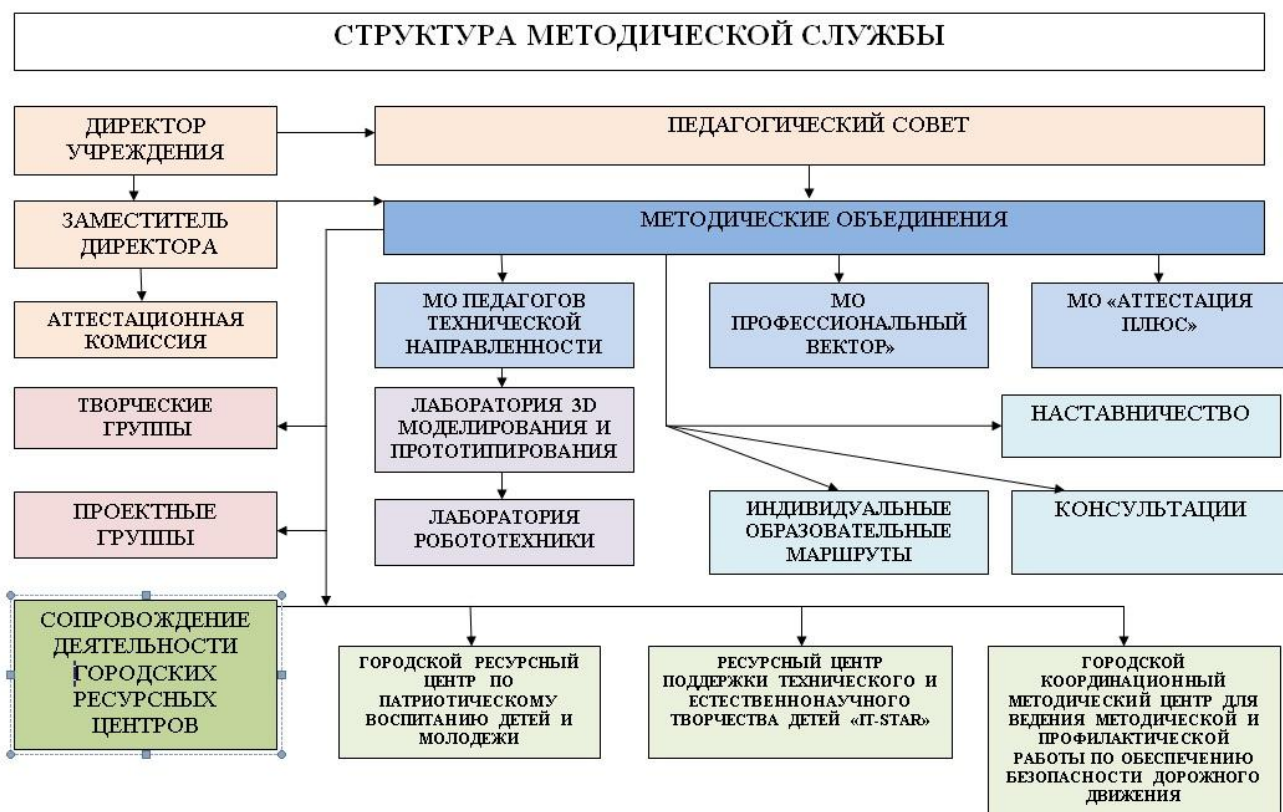 СТРУКТУРА МЕТОДИЧЕСКОЙ СЛУЖБЫ
ДИРЕКТОР
УЧРЕЖДЕНИЯ
ПЕДАГОГИЧЕСКИЙ СОВЕТ
ЗАМЕСТИТЕЛЬ
ДИРЕКТОРА
МЕТОДИЧЕСКИЕ ОБЪЕДИНЕНИЯ
АТТЕСТАЦИОННАЯ
КОМИССИЯ
МО ПЕДАГОГОВ
ТЕХНИЧЕСКОЙ
НАПРАВЛЕННОСТИ
МО
ПРОФЕССИОНАЛЬНЫЙ
ВЕКТОР»
МО «АТТЕСТАЦИЯ
ПЛЮС»
ТВОРЧЕСКИЕ
ГРУППЫ
ЛАБОРАТОРИЯ 3D
МОДЕЛИРОВАНИЯ И
ПРОТОТИПИРОВАНИЯ
НАСТАВНИЧЕСТВО
ПРОЕКТНЫЕ
ГРУППЫ
ЛАБОРАТОРИЯ
РОБОТОТЕХНИКИ
ИНДИВИДУАЛЬНЫЕ
ОБРАЗОВАТЕЛЬНЫЕ
МАРШРУТЫ
КОНСУЛЬТАЦИИ
СОПРОВОЖДЕНИЕ
ДЕЯТЕЛЬНОСТИ
ГОРОДСКИХ
РЕСУРСНЫХ
ЦЕНТРОВ
ГОРОДСКОЙ РЕСУРСНЫЙ
ЦЕНТР ПО
ПАТРИОТИЧЕСКОМУ
ВОСПИТАНИЮ ДЕТЕЙ И
МОЛОДЕЖИ
РЕСУРСНЫЙ ЦЕНТР
ПОДДЕРЖКИ ТЕХНИЧЕСКОГО И
ЕСТЕСТВЕННОНАУЧНОГО
ТВОРЧЕСТВА ДЕТЕЙ «IT-STAR»
ГОРОДСКОЙ
КООРДИНАЦИОННЫЙ
МЕТОДИЧЕСКИЙ ЦЕНТР ДЛЯ
ВЕДЕНИЯ МЕТОДИЧЕСКОЙ И
ПРОФИЛАКТИЧЕСКОЙ
РАБОТЫ ПО ОБЕСПЕЧЕНИЮ
БЕЗОПАСНОСТИ ДОРОЖНОГО
ДВИЖЕНИЯ